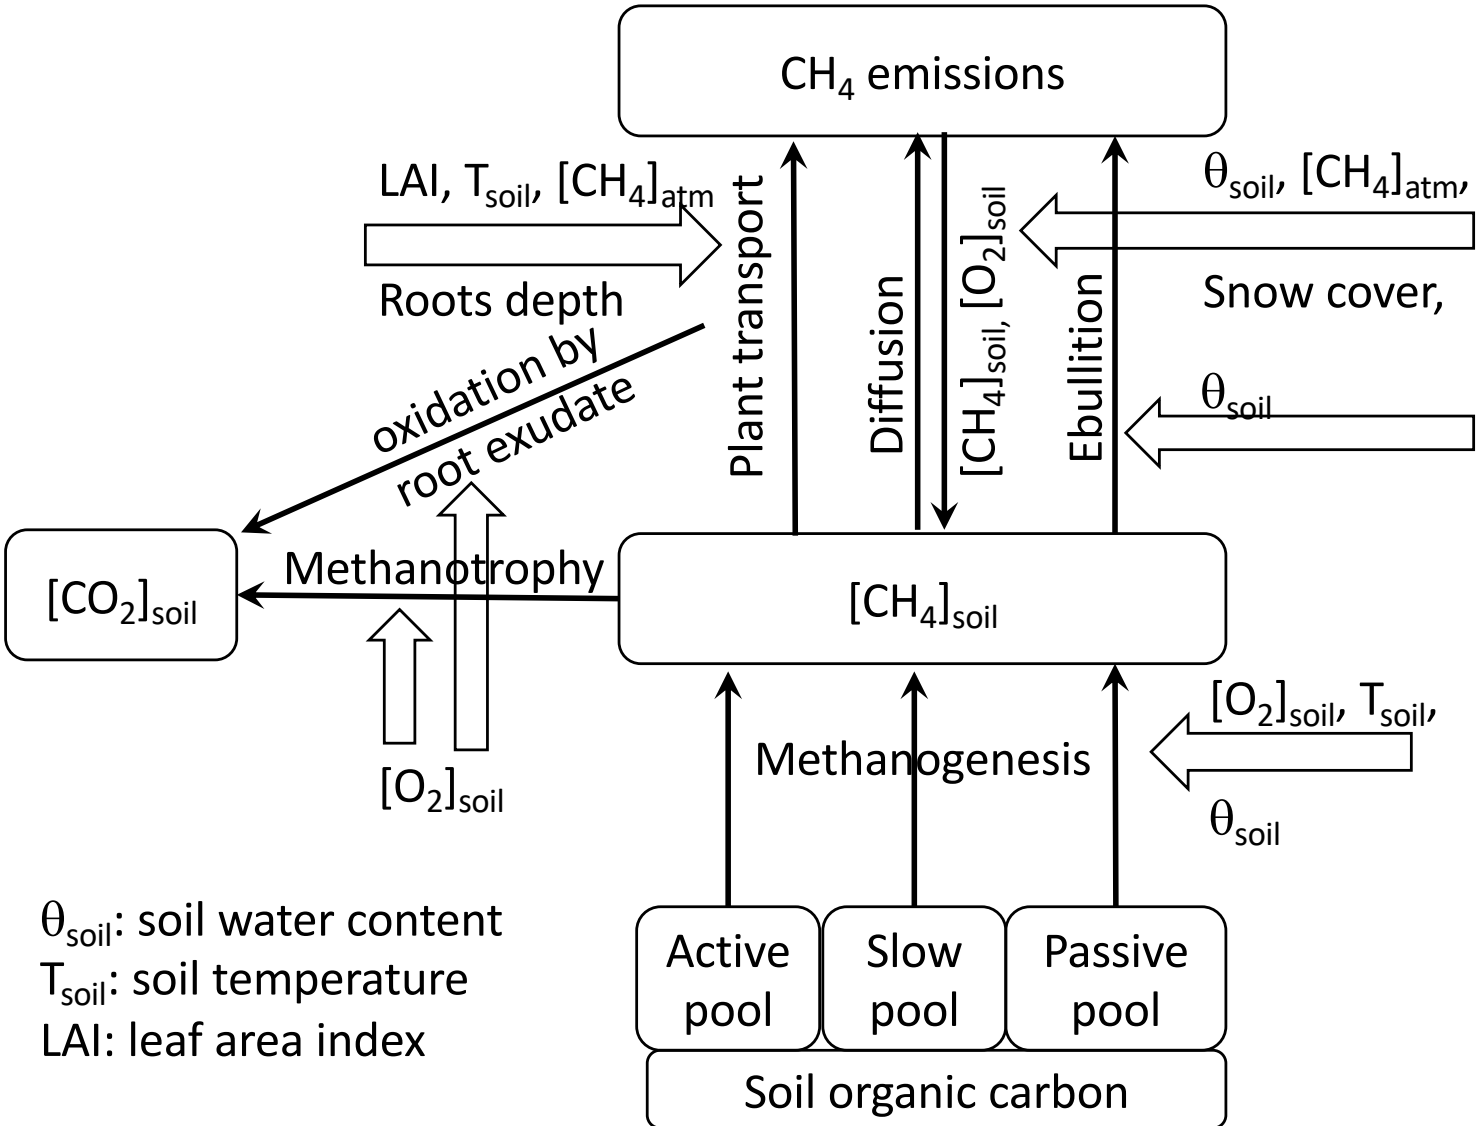 CH₄ emissions
LAI, Tsoil, [CH₄]atm
Roots depth
Plant transport
Diffusion
[CH₄]soil, [O₂]soil
Ebullition
θsoil, [CH₄]atm,
Snow cover,
θsoil
oxidation by
root exudate
[CO₂]soil
Methanotrophy
[CH₄]soil
[O₂]soil
Methanogenesis
[O₂]soil, Tsoil,
θsoil
θsoil: soil water content
Tsoil: soil temperature
LAI: leaf area index
Active
pool
Slow
pool
Passive
pool
Soil organic carbon